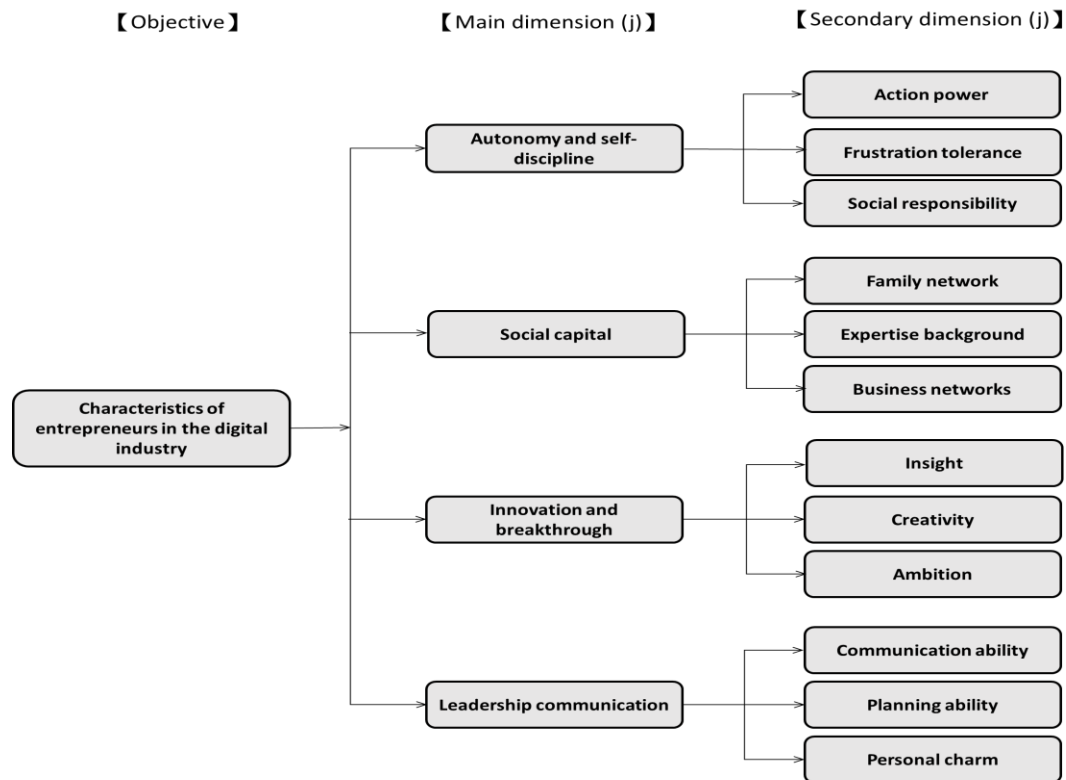 【Objective】
【Main dimension (j)】
【Secondary dimension (j)】
Characteristics of
entrepreneurs in the digital
industry
Autonomy and self-
discipline
Action power
Frustration tolerance
Social responsibility
Social capital
Family network
Expertise background
Business networks
Innovation and
breakthrough
Insight
Creativity
Ambition
Leadership communication
Communication ability
Planning ability
Personal charm